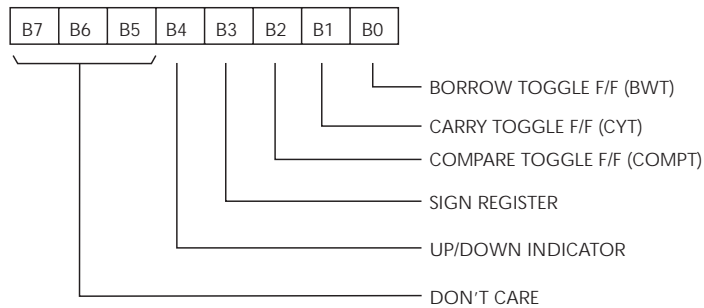 B7 B6 B5 B4 B3 B2 B1 B0
BORROW TOGGLE F/F (BWT)
CARRY TOGGLE F/F (CYT)
COMPARE TOGGLE F/F (COMPT)
SIGN REGISTER
UP/DOWN INDICATOR
DON'T CARE